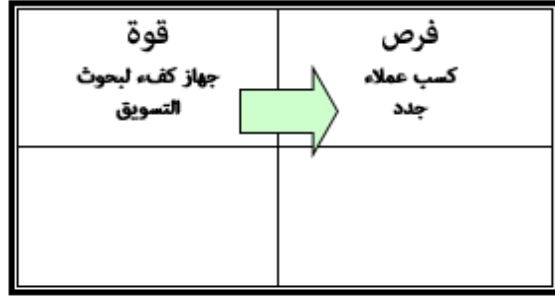 فرص
كسب عملاء
جدد
قوة
جهاز كفء لبحوث
التسويق